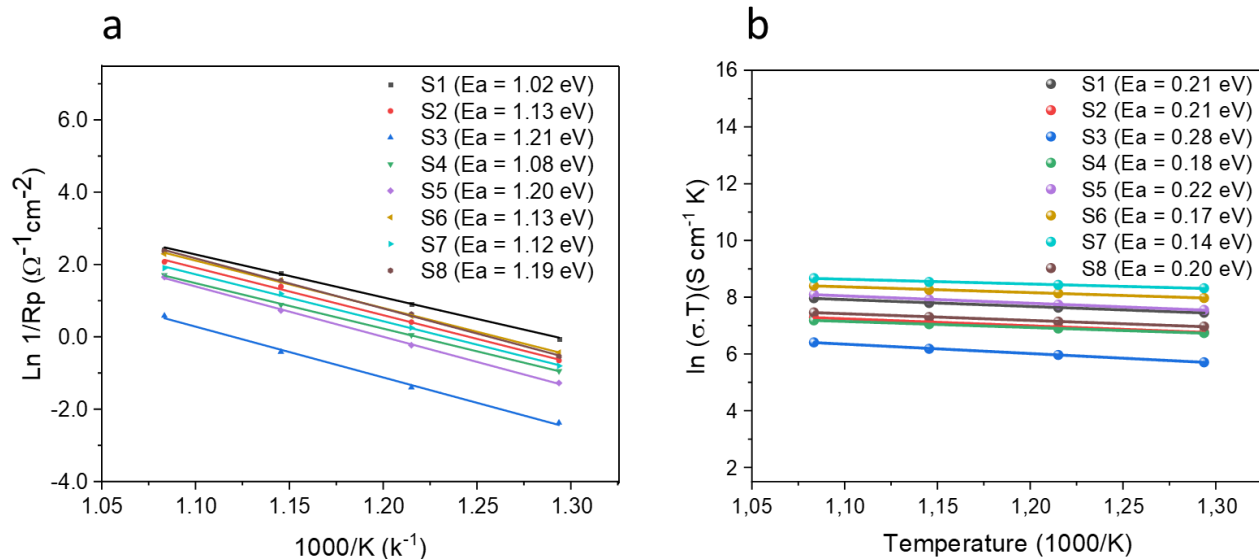 a
Ln 1/Rp (Ω⁻¹cm⁻²)
6.0
4.0
2.0
0.0
-2.0
-4.0
S1 (Ea = 1.02 eV)
S2 (Ea = 1.13 eV)
S3 (Ea = 1.21 eV)
S4 (Ea = 1.08 eV)
S5 (Ea = 1.20 eV)
S6 (Ea = 1.13 eV)
S7 (Ea = 1.12 eV)
S8 (Ea = 1.19 eV)
1.05 1.10 1.15 1.20 1.25 1.30
1000/K (k⁻¹)
b
ln (σ.T)(S cm⁻¹ K)
16
14
12
10
8
6
4
2
S1 (Ea = 0.21 eV)
S2 (Ea = 0.21 eV)
S3 (Ea = 0.28 eV)
S4 (Ea = 0.18 eV)
S5 (Ea = 0.22 eV)
S6 (Ea = 0.17 eV)
S7 (Ea = 0.14 eV)
S8 (Ea = 0.20 eV)
1,05 1,10 1,15 1,20 1,25 1,30
Temperature (1000/K)